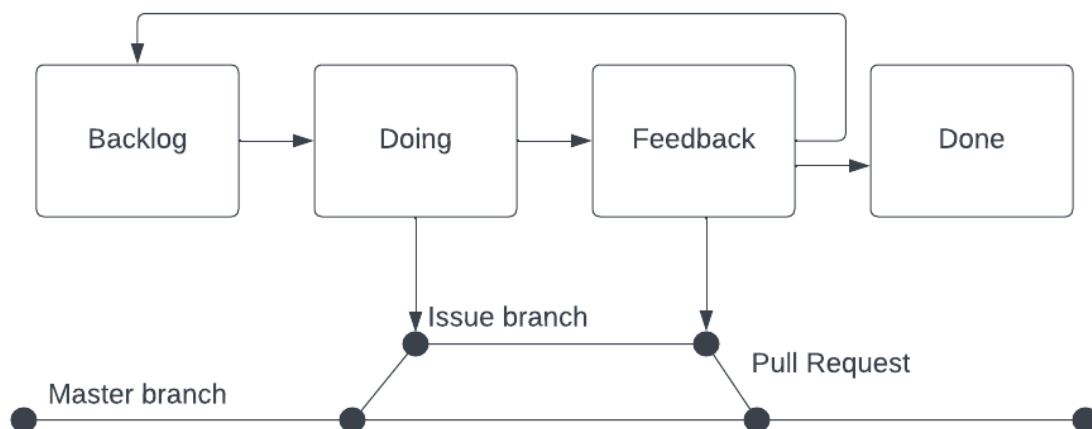 Backlog
Doing
Feedback
Done
Issue branch
Pull Request
Master branch